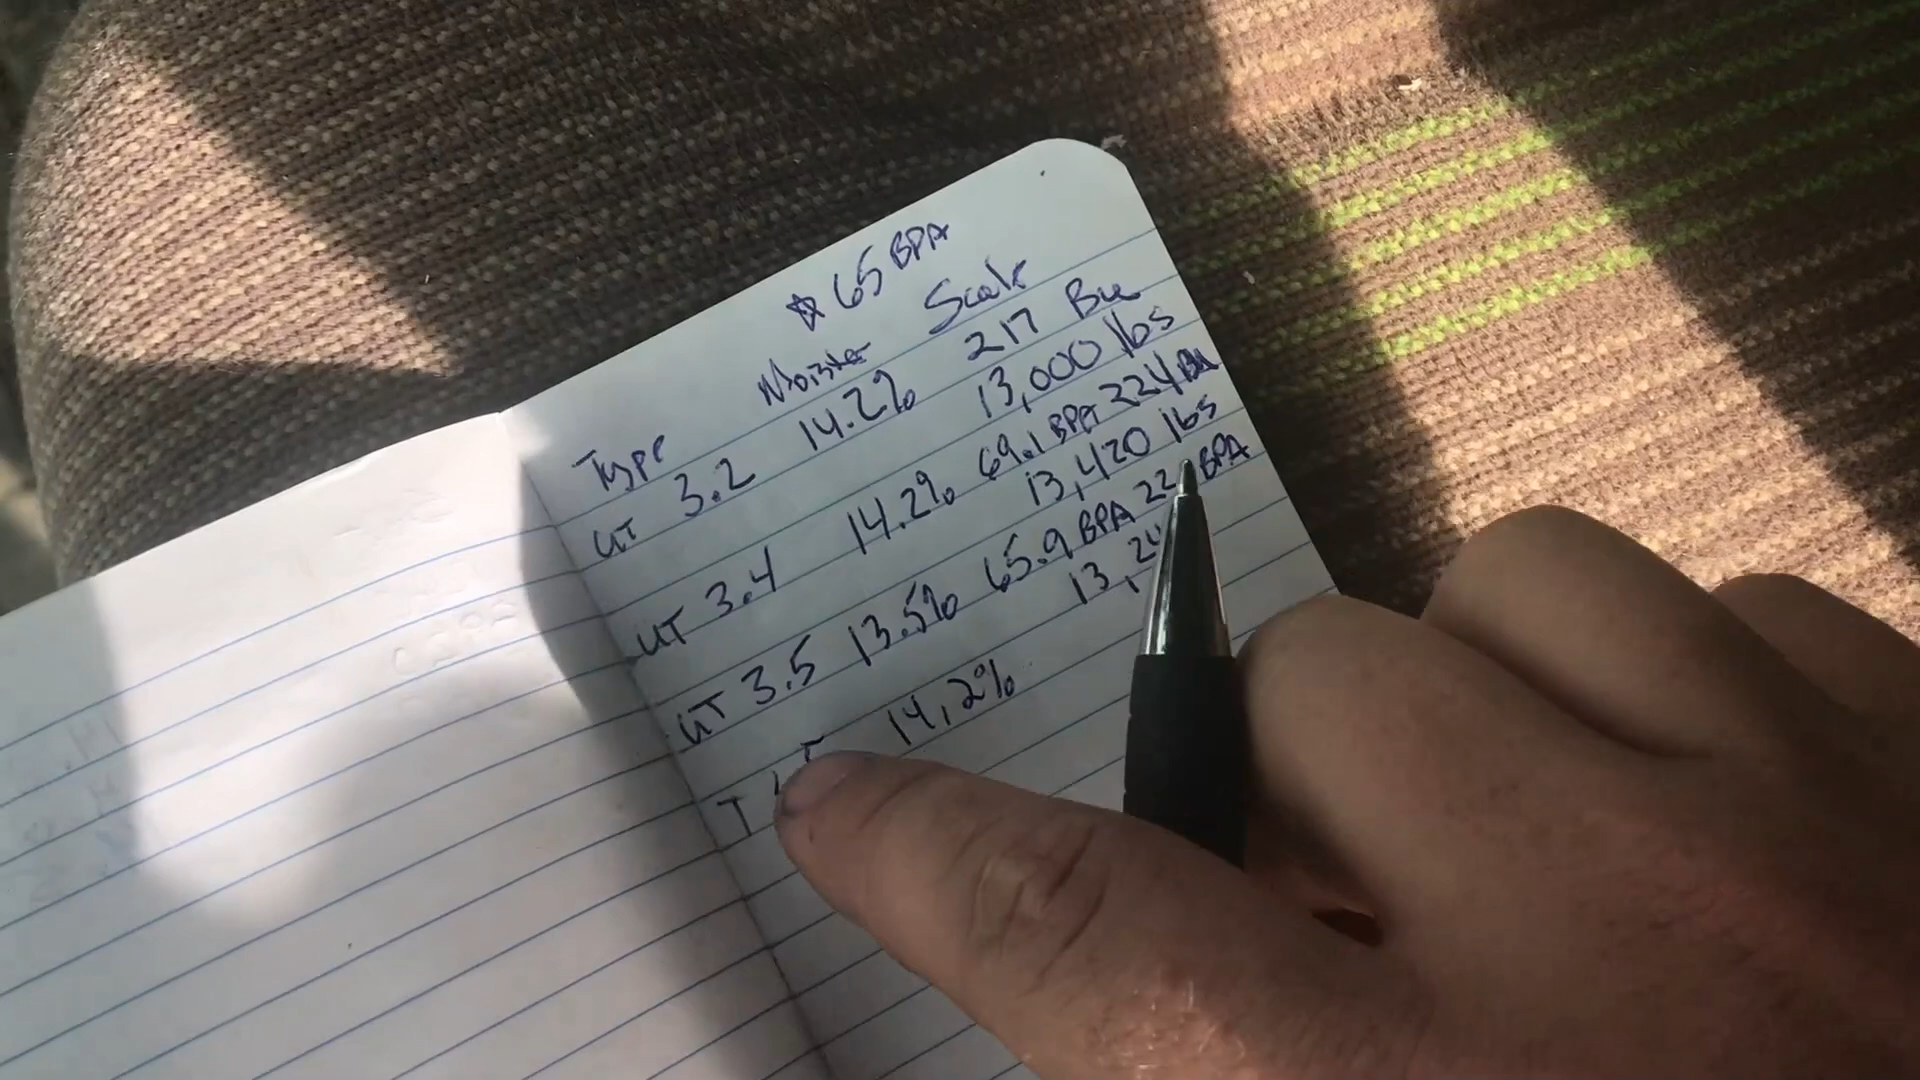 ☆ 65 BPA
Type Moister Scale
UT 3.2 14.2% 217 Bu
13,000 lbs
UT 3.4 14.2% 69.1 BPA 224 Bu
13,420 lbs
UT 3.5 13.5% 65.9 BPA BPA
T 14,2%